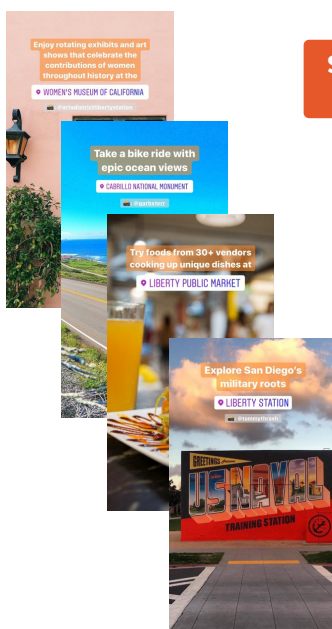 Enjoy rotating exhibits and art
shows that celebrate the
contributions of women
throughout history at the
WOMEN'S MUSEUM OF CALIFORNIA
@artsdistrictlibertystation
Take a bike ride with
epic ocean views
CABRILLO NATIONAL MONUMENT
Try foods from 30+ vendors
cooking up unique dishes at
LIBERTY PUBLIC MARKET
Explore San Diego's
military roots
LIBERTY STATION
GREETINGS
US NAVAL
TRAINING STATION